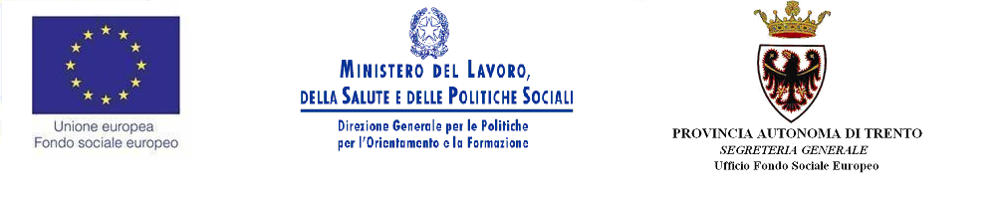 Unione europea
Fondo sociale europeo
MINISTERO DEL LAVORO,
DELLA SALUTE E DELLE POLITICHE SOCIALI
Direzione Generale per le Politiche
per l'Orientamento e la Formazione
PROVINCIA AUTONOMA DI TRENTO
SEGRETERIA GENERALE
Ufficio Fondo Sociale Europeo